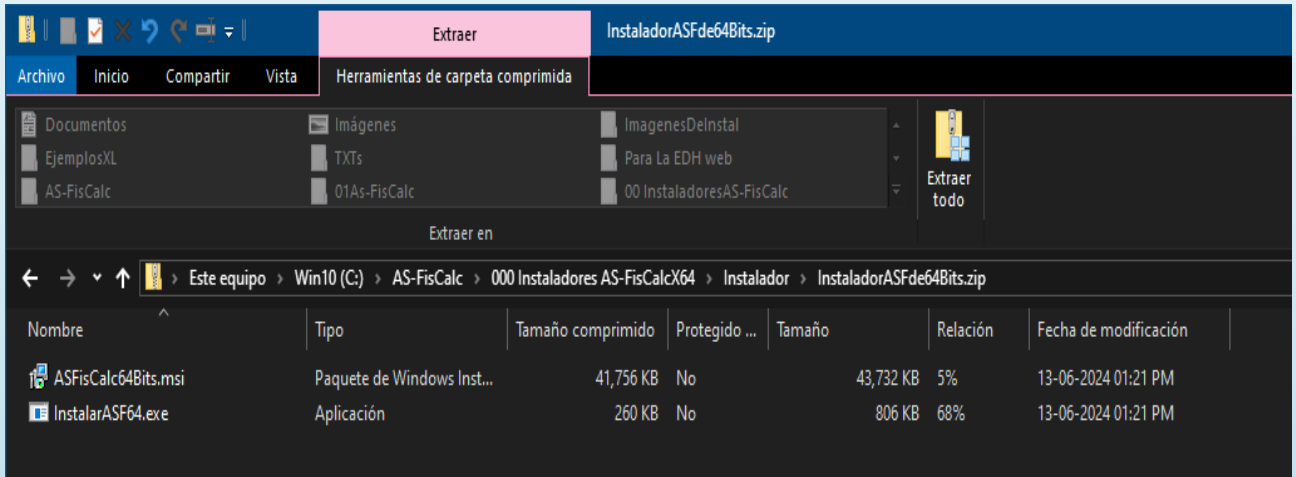 Extraer InstaladorASFde64Bits.zip
Archivo Inicio Compartir Vista Herramientas de carpeta comprimida
Documentos Imágenes ImagenesDeInstal
EjemplosXL TXTs Para La EDH web
AS-FisCalc 01As-FisCalc 00 InstaladoresAS-FisCalc
Extraer todo
Extraer en
Este equipo > Win10 (C:) > AS-FisCalc > 000 Instaladores AS-FisCalcX64 > Instalador > InstaladorASFde64Bits.zip
Nombre Tipo Tamaño comprimido Protegido ... Tamaño Relación Fecha de modificación
ASFisCalc64Bits.msi Paquete de Windows Inst... 41,756 KB No 43,732 KB 5% 13-06-2024 01:21 PM
InstalarASF64.exe Aplicación 260 KB No 806 KB 68% 13-06-2024 01:21 PM